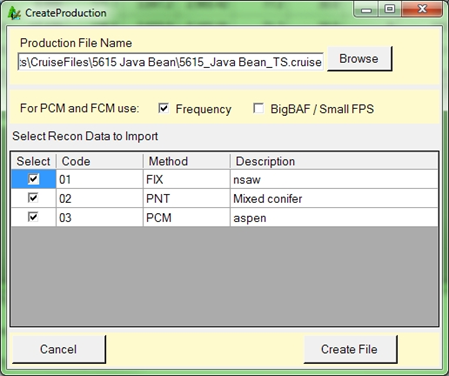 CreateProduction
Production File Name
:s\CruiseFiles\5615 Java Bean\5615_Java Bean_TS.cruise Browse
For PCM and FCM use: Frequency BigBAF / Small FPS
Select Recon Data to Import
Select Code Method Description
01 FIX nsaw
02 PNT Mixed conifer
03 PCM aspen
Cancel Create File